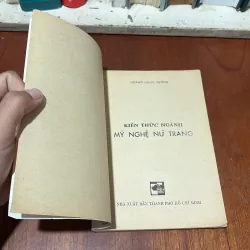 KIẾN THỨC NGÀNH
MỸ NGHỆ NỮ TRANG
NHÀ XUẤT BẢN THÀNH PHỐ HỒ CHÍ MINH